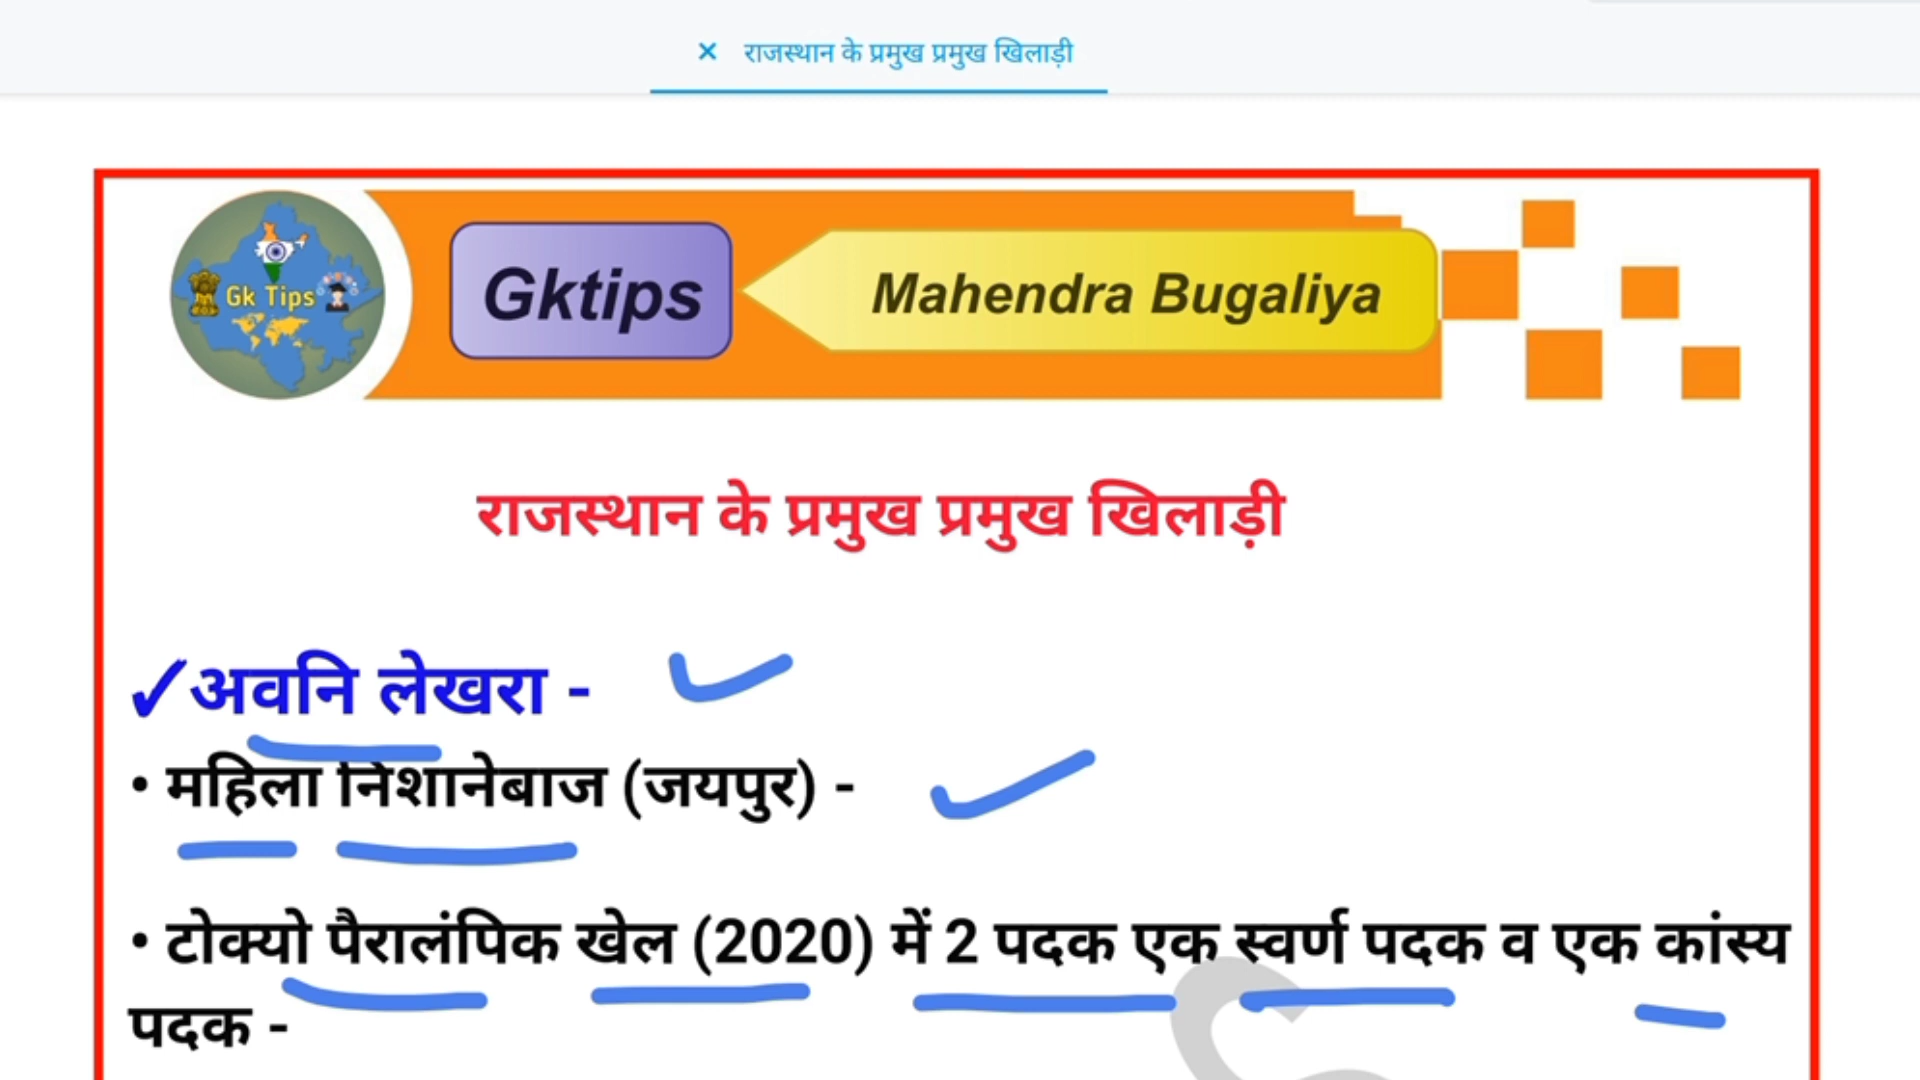 ✕ राजस्थान के प्रमुख प्रमुख खिलाड़ी
Gk Tips
Gktips
Mahendra Bugaliya
राजस्थान के प्रमुख प्रमुख खिलाड़ी
✓अवनि लेखरा -
• महिला निशानेबाज (जयपुर) -
• टोक्यो पैरालंपिक खेल (2020) में 2 पदक एक स्वर्ण पदक व एक कांस्य
पदक -